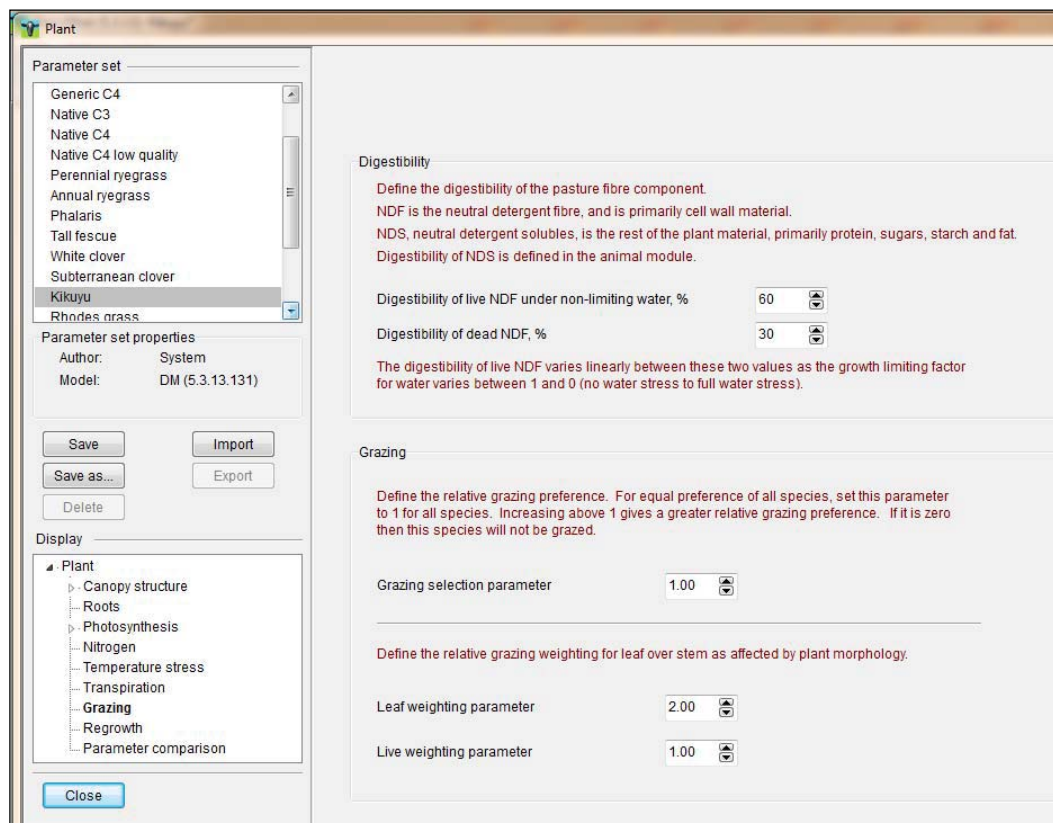 Plant
Parameter set
Generic C4
Native C3
Native C4
Native C4 low quality
Perennial ryegrass
Annual ryegrass
Phalaris
Tall fescue
White clover
Subterranean clover
Kikuyu
Rhodes grass
Parameter set properties
Author: System
Model: DM (5.3.13.131)
Save Import
Save as... Export
Delete
Display
Plant
Canopy structure
Roots
Photosynthesis
Nitrogen
Temperature stress
Transpiration
Grazing
Regrowth
Parameter comparison
Close
Digestibility
Define the digestibility of the pasture fibre component.
NDF is the neutral detergent fibre, and is primarily cell wall material.
NDS, neutral detergent solubles, is the rest of the plant material, primarily protein, sugars, starch and fat.
Digestibility of NDS is defined in the animal module.
Digestibility of live NDF under non-limiting water, % 60
Digestibility of dead NDF, % 30
The digestibility of live NDF varies linearly between these two values as the growth limiting factor
for water varies between 1 and 0 (no water stress to full water stress).
Grazing
Define the relative grazing preference. For equal preference of all species, set this parameter
to 1 for all species. Increasing above 1 gives a greater relative grazing preference. If it is zero
then this species will not be grazed.
Grazing selection parameter 1.00
Define the relative grazing weighting for leaf over stem as affected by plant morphology.
Leaf weighting parameter 2.00
Live weighting parameter 1.00